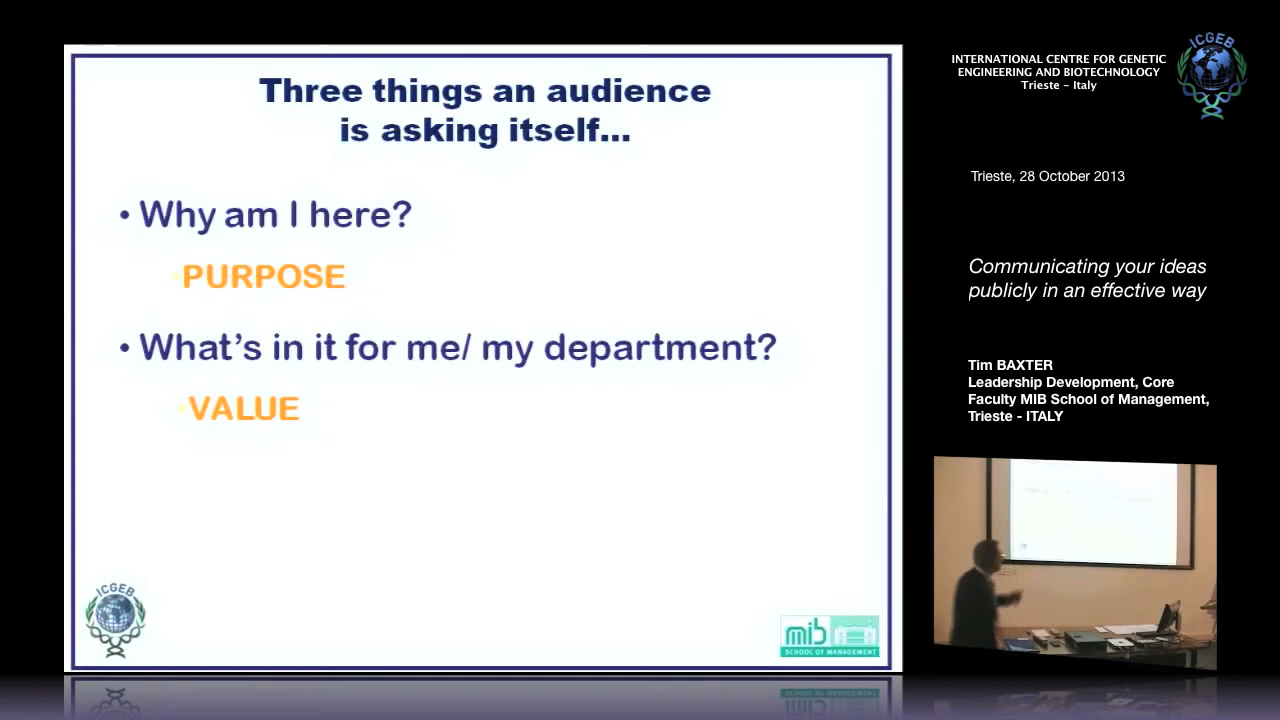 Three things an audience
is asking itself...
• Why am I here?
PURPOSE
• What's in it for me/ my department?
VALUE
ICGEB
mib
SCHOOL OF MANAGEMENT
INTERNATIONAL CENTRE FOR GENETIC
ENGINEERING AND BIOTECHNOLOGY
Trieste - Italy
ICGEB
Trieste, 28 October 2013
Communicating your ideas
publicly in an effective way
Tim BAXTER
Leadership Development, Core
Faculty MIB School of Management,
Trieste - ITALY